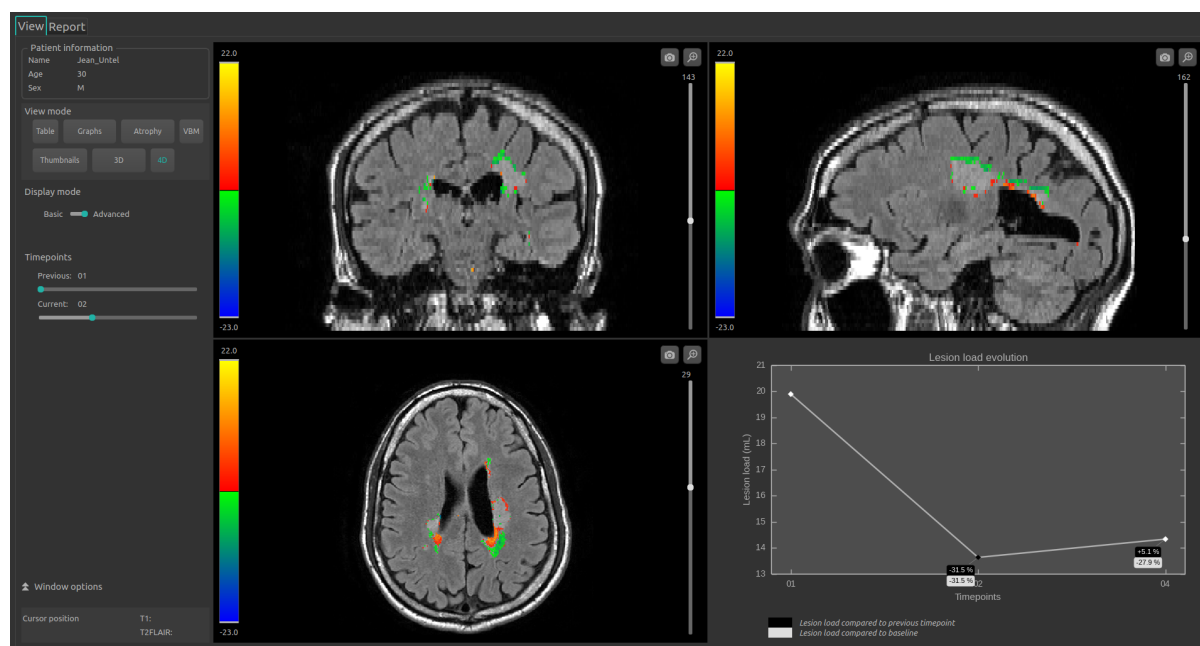 View Report
Patient information
Name Jean_Untel
Age 30
Sex M
View mode
Table Graphs Atrophy VBM
Thumbnails 3D 4D
Display mode
Basic Advanced
Timepoints
Previous: 01
Current: 02
Window options
Cursor position T1:
T2FLAIR:
22.0
143
-23.0
22.0
162
-23.0
22.0
29
-23.0
Lesion load evolution
21
20
19
18
17
16
15
14
13
Lesion load (mL)
-31.5 %
-31.5 %
+5.1 %
-27.9 %
01 02 04
Timepoints
Lesion load compared to previous timepoint
Lesion load compared to baseline